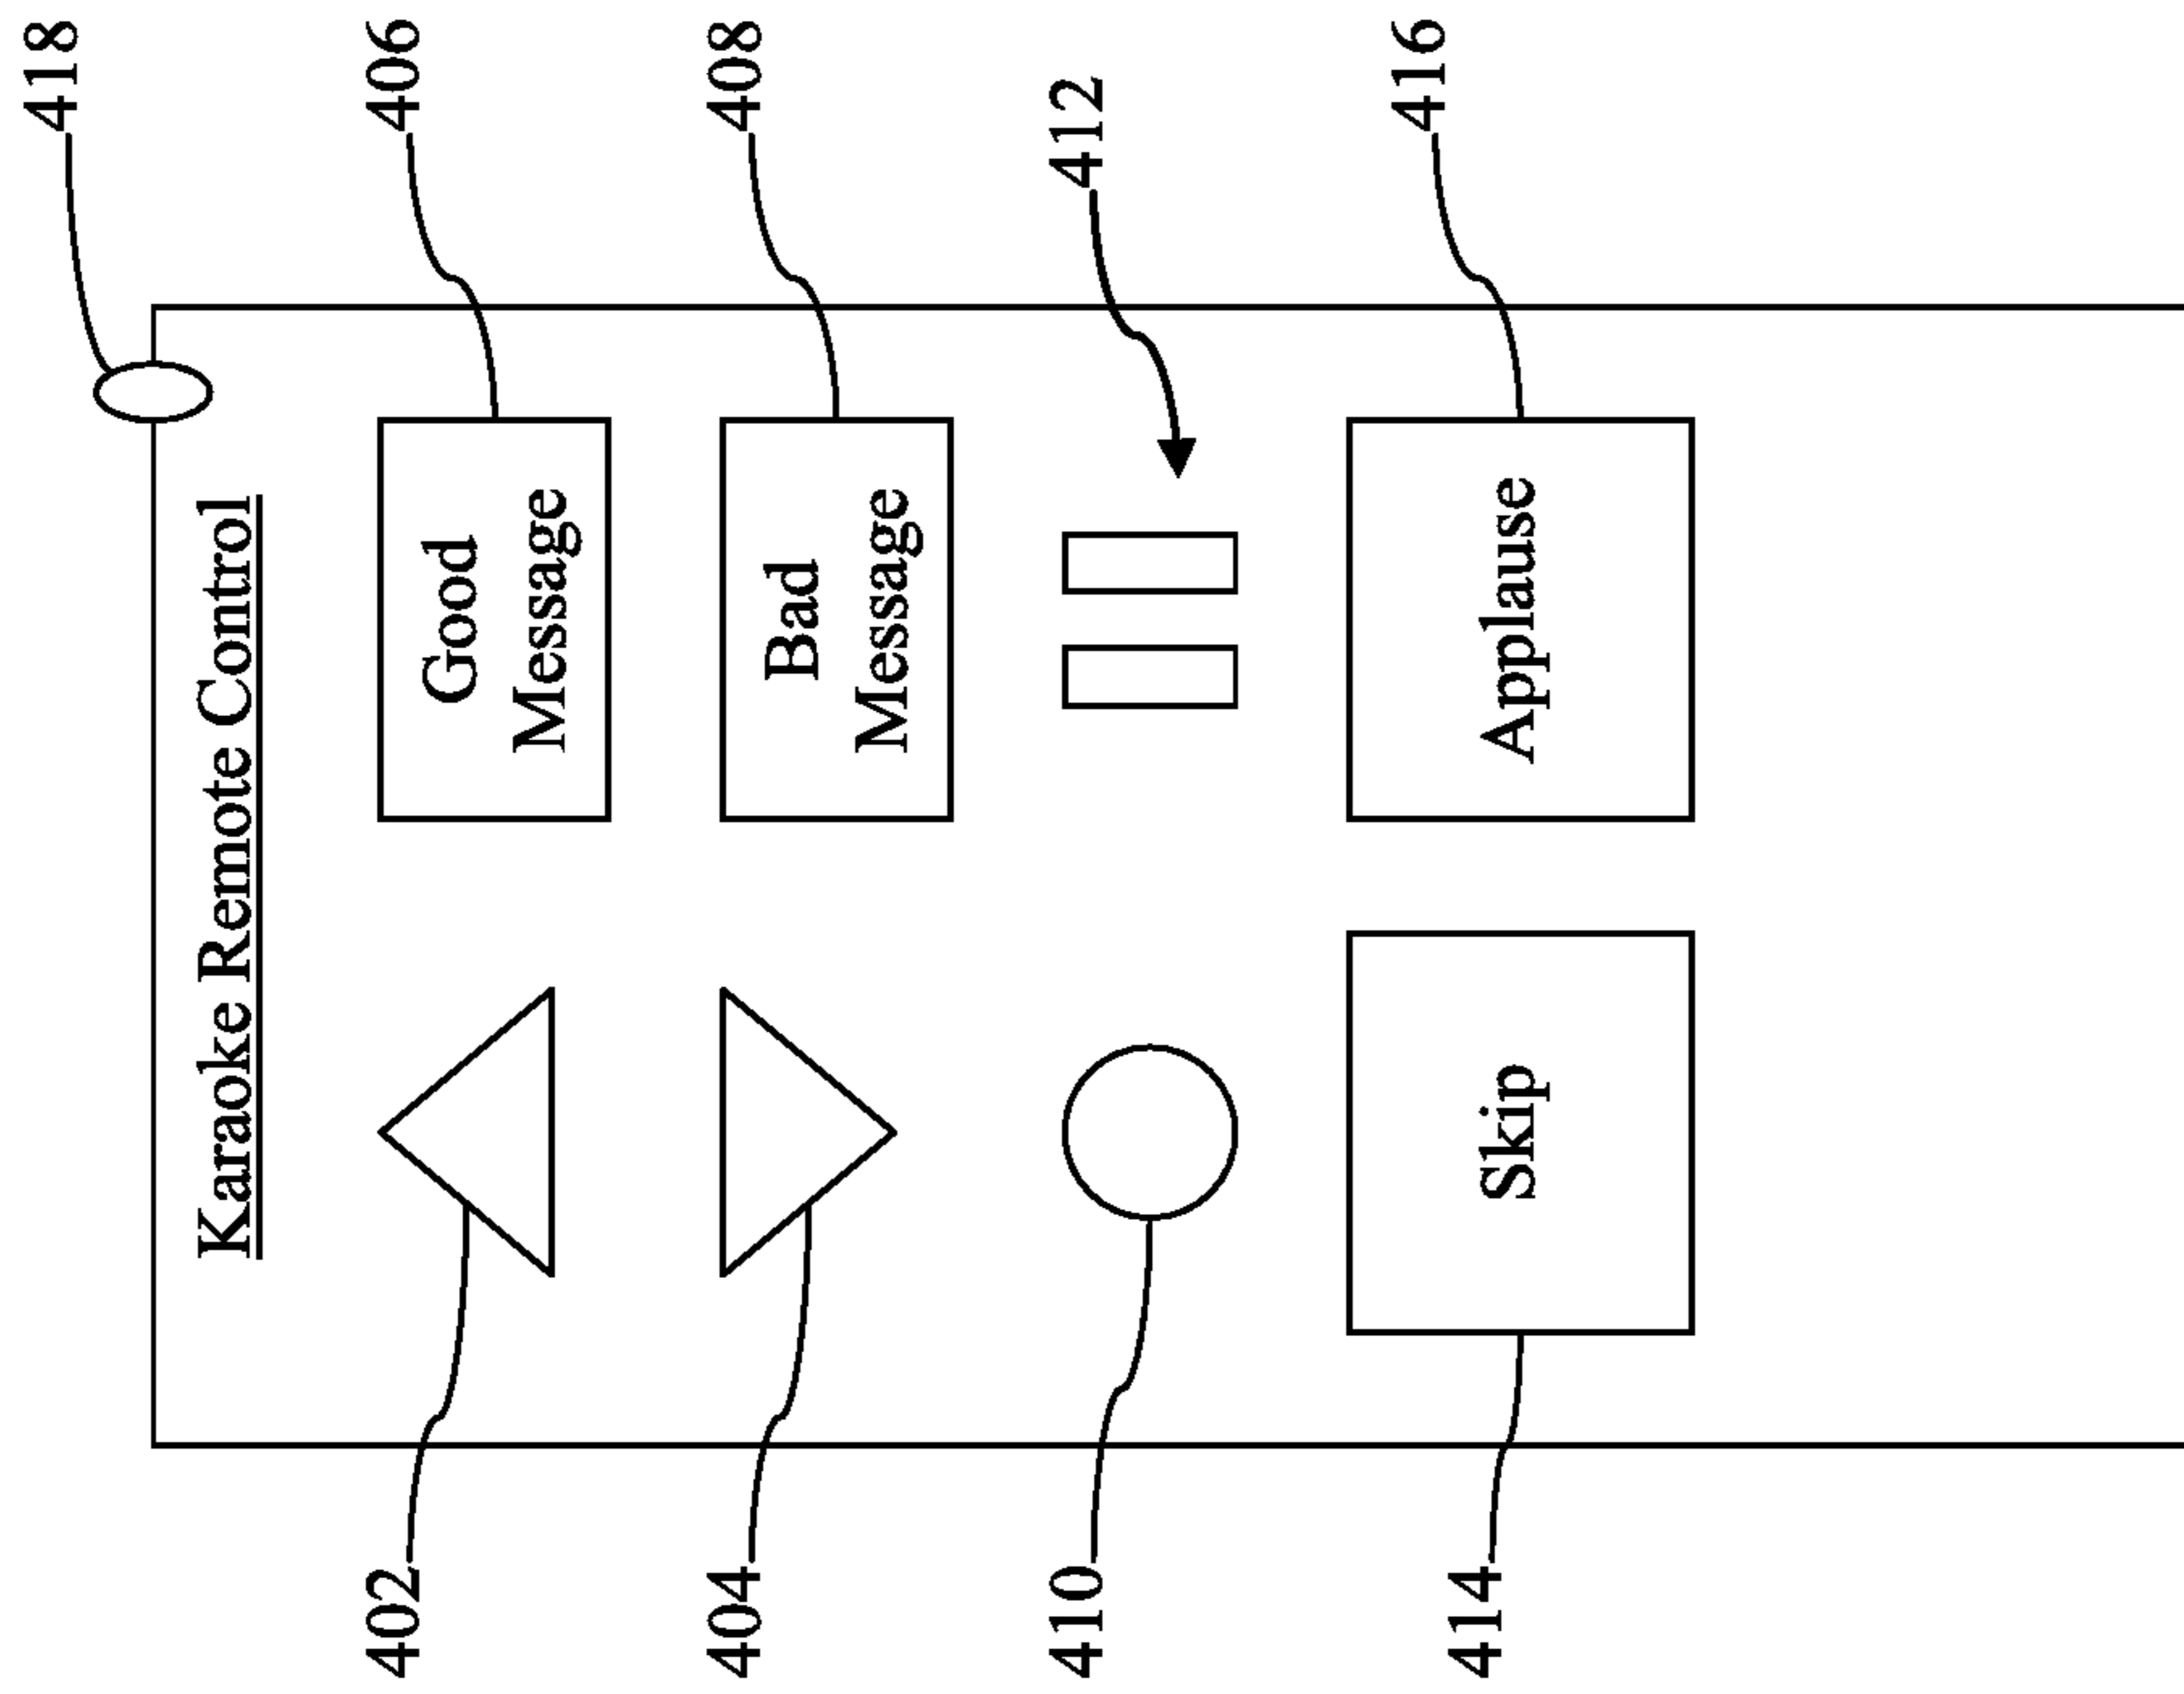 418
Karaoke Remote Control
402
Good
Message
406
404
Bad
Message
408
410
412
414
Skip
Applause
416